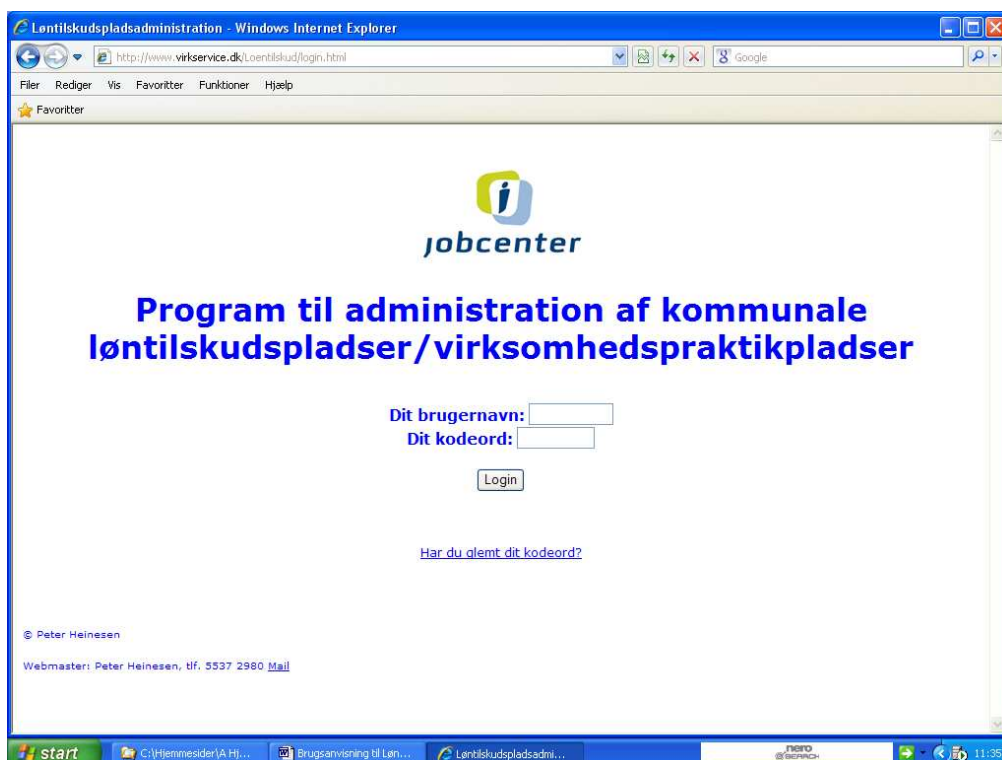 Løntilskudspladsadministration - Windows Internet Explorer
http://www.virkservice.dk/Loentilskud/login.html
Google
Filer Rediger Vis Favoritter Funktioner Hjælp
Favoritter
jobcenter
Program til administration af kommunale
løntilskudspladser/virksomhedspraktikpladser
Dit brugernavn:
Dit kodeord:
Login
Har du glemt dit kodeord?
© Peter Heinesen
Webmaster: Peter Heinesen, tlf. 5537 2980 Mail
start C:\Hjemmesider\A Hj... Brugsanvisning til Løn... Løntilskudspladsadmi... nero SEARCH 11:35